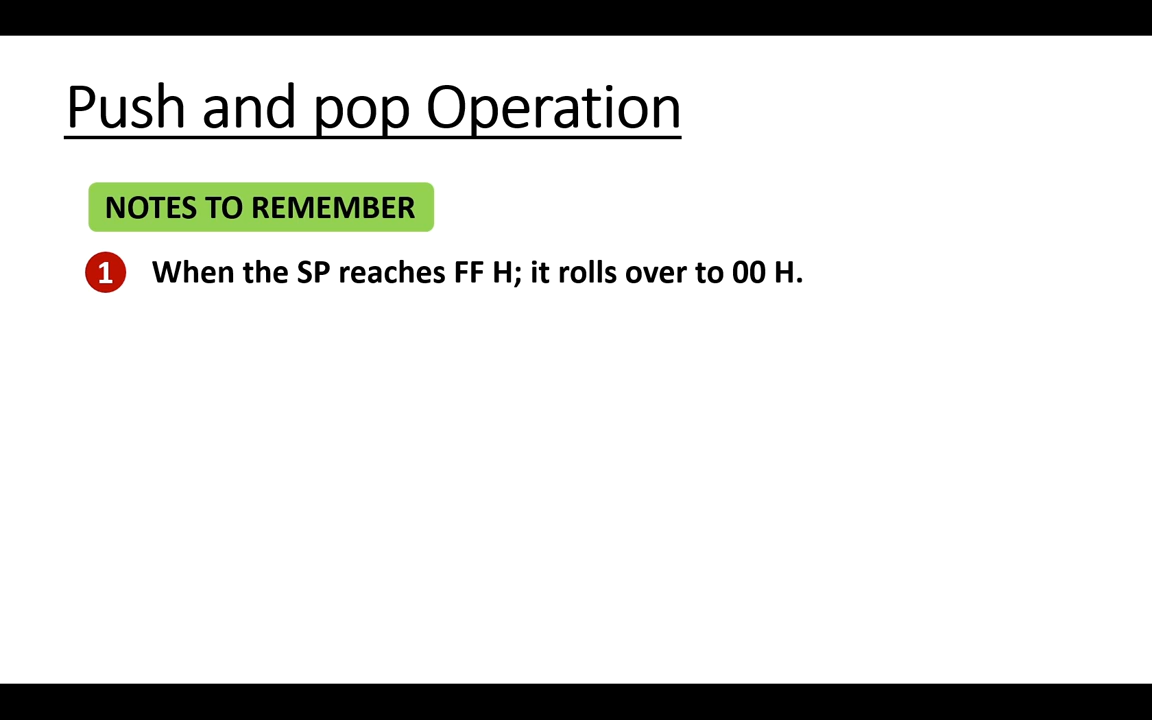 Push and pop Operation
NOTES TO REMEMBER
1 When the SP reaches FF H; it rolls over to 00 H.